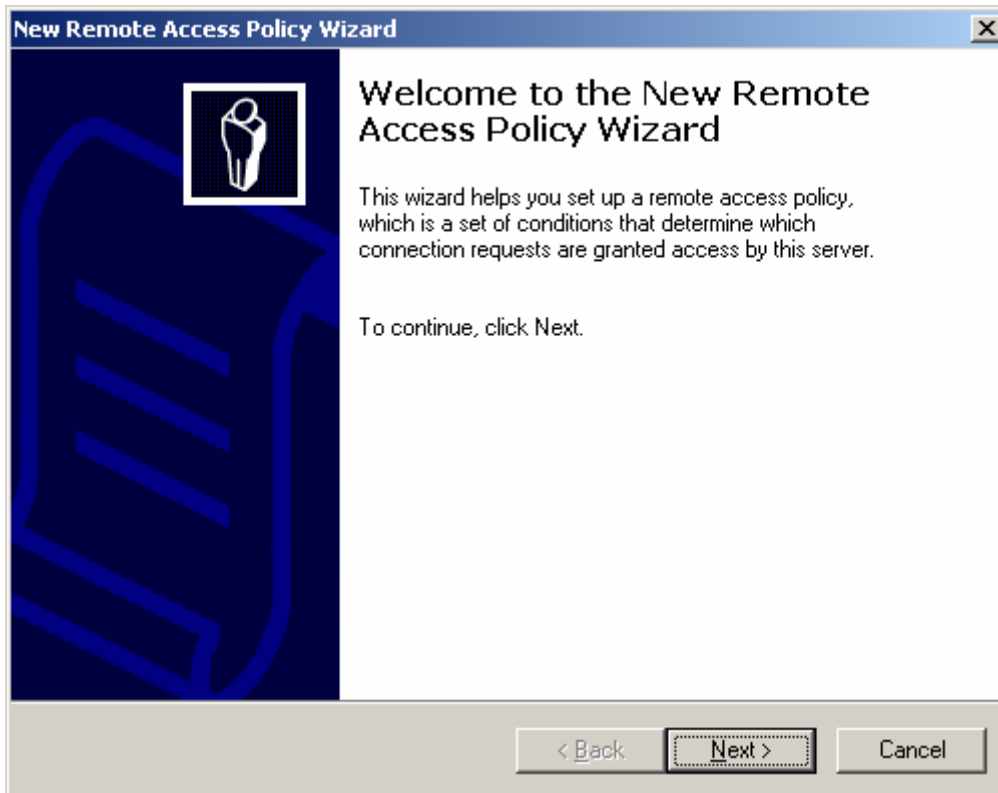 New Remote Access Policy Wizard
Welcome to the New Remote
Access Policy Wizard
This wizard helps you set up a remote access policy,
which is a set of conditions that determine which
connection requests are granted access by this server.
To continue, click Next.
< Back
Next >
Cancel